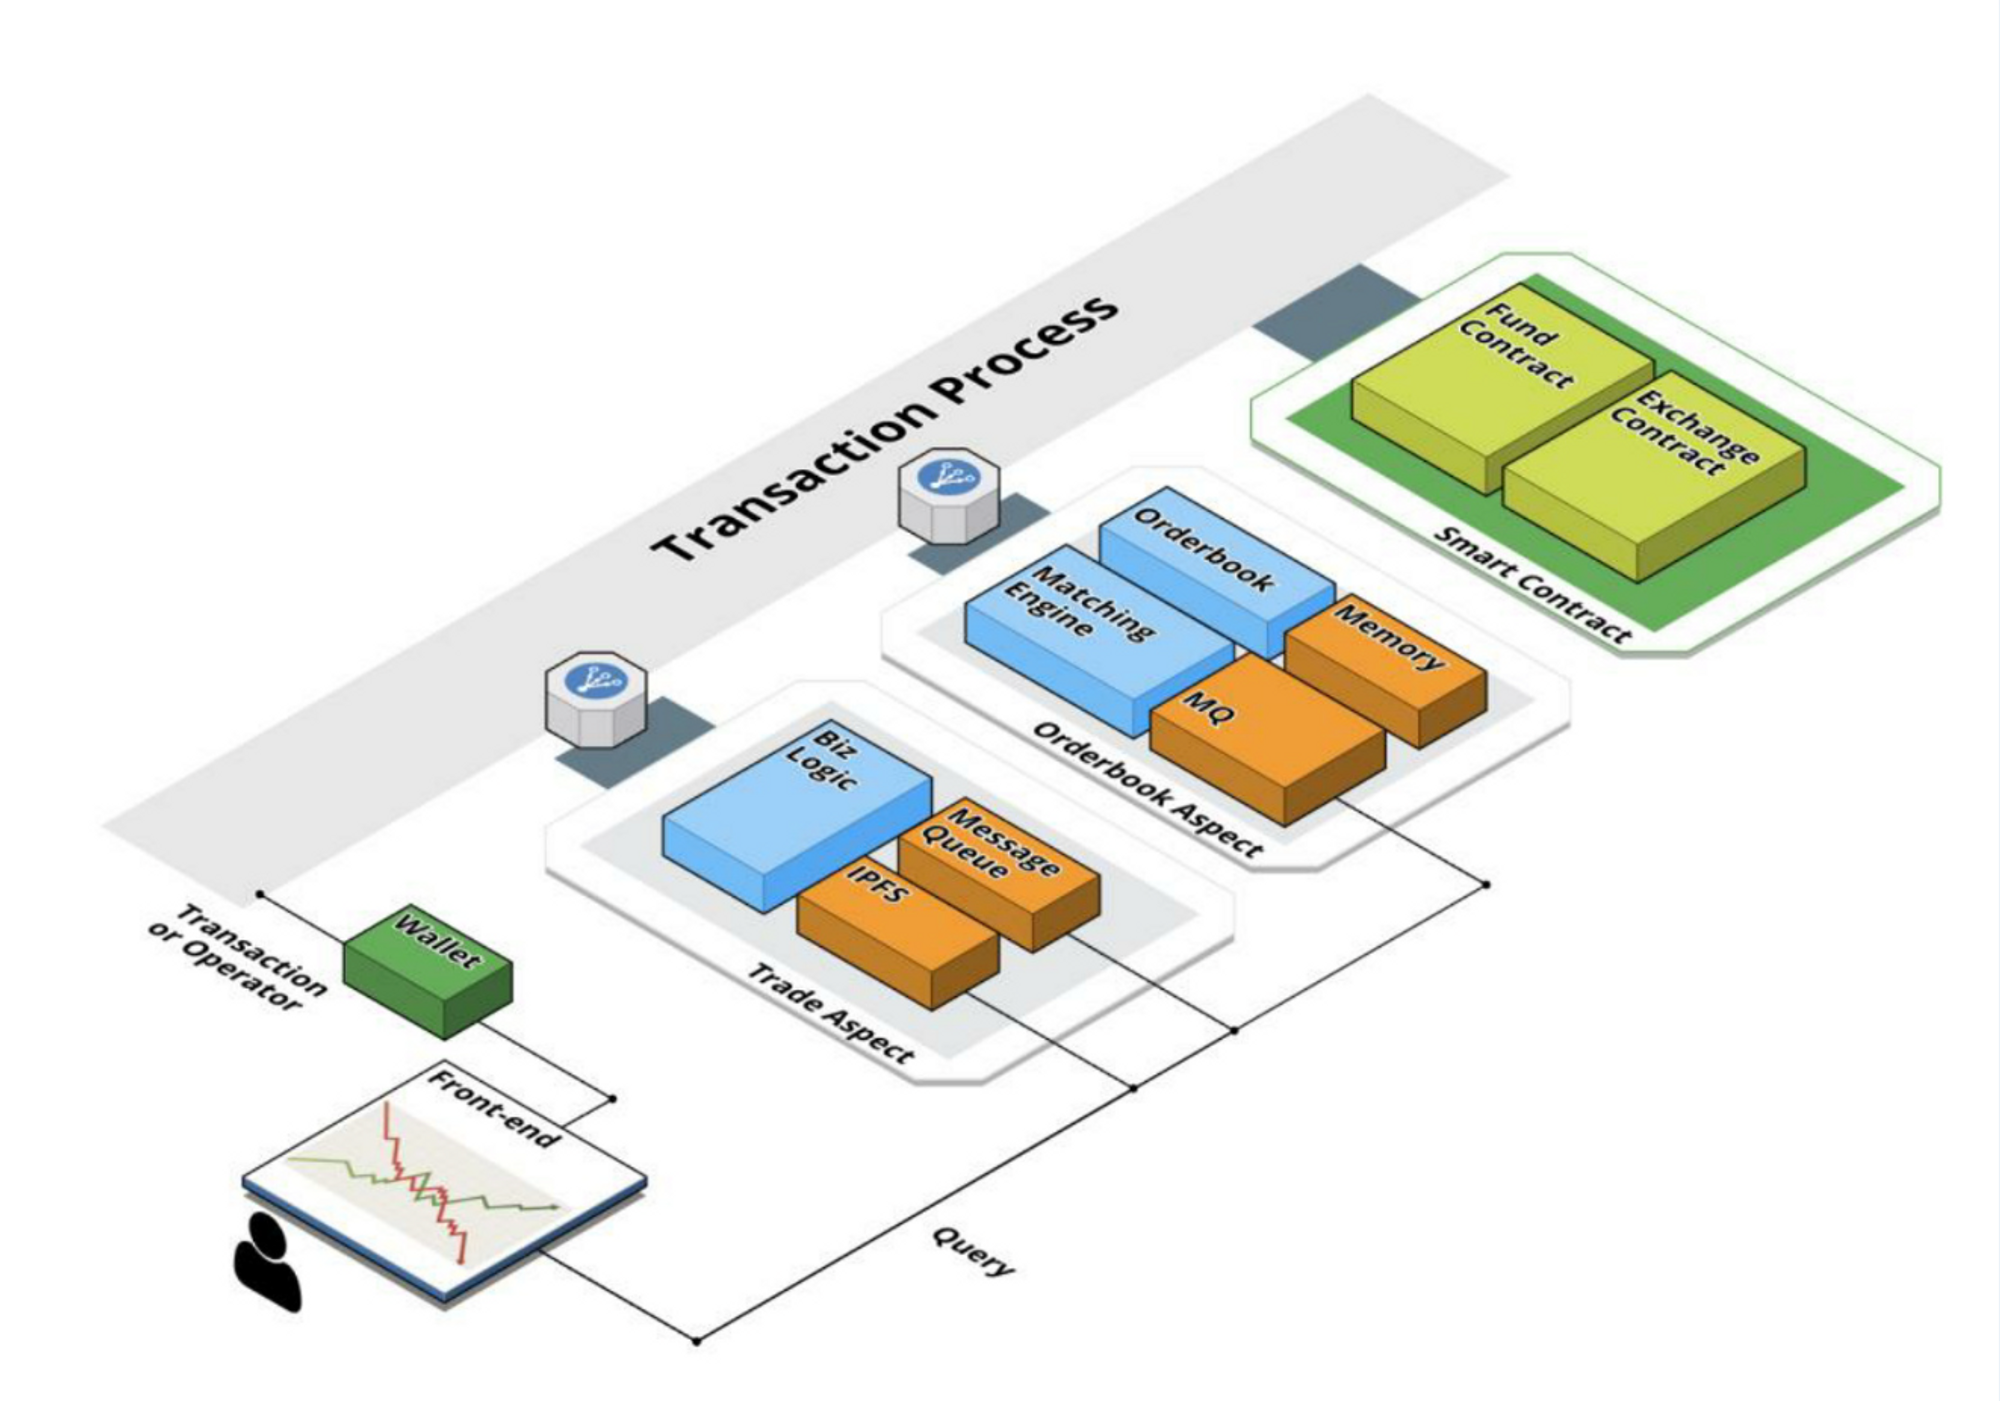 Transaction Process
Fund
Contract
Exchange
Contract
Smart Contract
Orderbook
Matching
Engine
Memory
MQ
Orderbook Aspect
Biz
Logic
Message
Queue
IPFS
Trade Aspect
Transaction
or Operator
Wallet
Front-end
Query